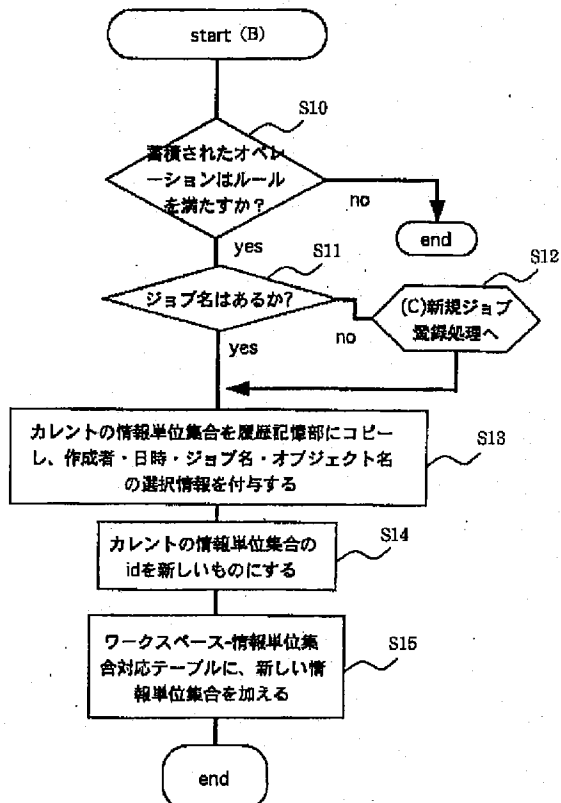 start (B)
S10
蓄積されたオペレ
ーションはルール
を満たすか？
no
end
yes
S11
ジョブ名はあるか？
S12
(C)新規ジョブ
登録処理へ
no
yes
カレントの情報単位集合を履歴記憶部にコピー
し、作成者・日時・ジョブ名・オブジェクト名
の選択情報を付与する
S13
カレントの情報単位集合の
idを新しいものにする
S14
ワークスペース-情報単位集
合対応テーブルに、新しい情
報単位集合を加える
S15
end